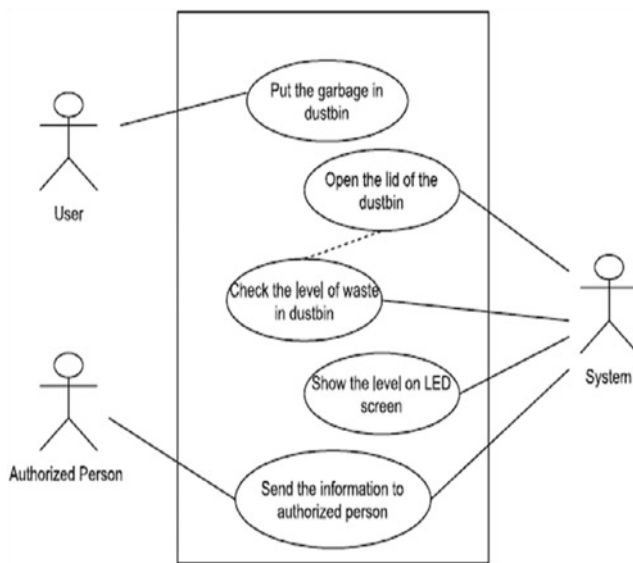 Put the garbage in
dustbin
Open the lid of the
dustbin
User
Check the level of waste
in dustbin
System
Show the level on LED
screen
Authorized Person
Send the information to
authorized person